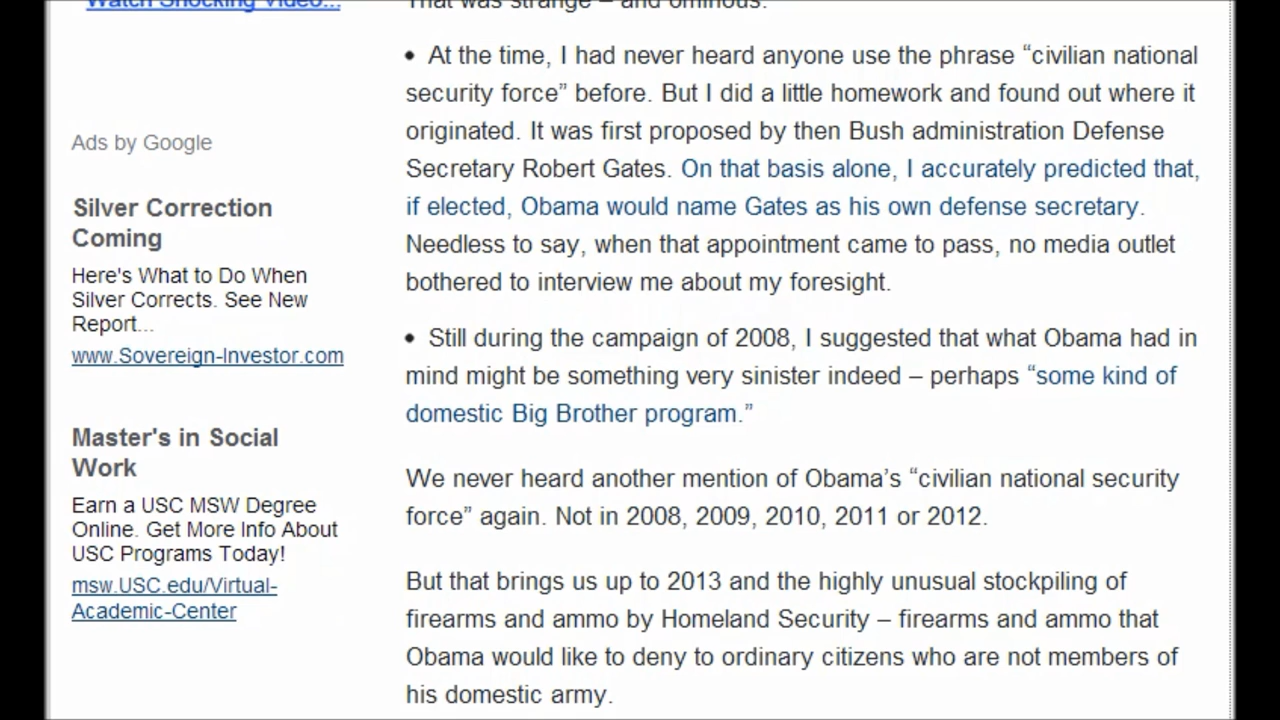 Watch Shocking Video...
Ads by Google
Silver Correction
Coming
Here's What to Do When
Silver Corrects. See New
Report...
www.Sovereign-Investor.com
Master's in Social
Work
Earn a USC MSW Degree
Online. Get More Info About
USC Programs Today!
msw.USC.edu/Virtual-
Academic-Center
That was strange – and ominous.
• At the time, I had never heard anyone use the phrase “civilian national
security force” before. But I did a little homework and found out where it
originated. It was first proposed by then Bush administration Defense
Secretary Robert Gates. On that basis alone, I accurately predicted that,
if elected, Obama would name Gates as his own defense secretary.
Needless to say, when that appointment came to pass, no media outlet
bothered to interview me about my foresight.
• Still during the campaign of 2008, I suggested that what Obama had in
mind might be something very sinister indeed – perhaps “some kind of
domestic Big Brother program.”
We never heard another mention of Obama’s “civilian national security
force” again. Not in 2008, 2009, 2010, 2011 or 2012.
But that brings us up to 2013 and the highly unusual stockpiling of
firearms and ammo by Homeland Security – firearms and ammo that
Obama would like to deny to ordinary citizens who are not members of
his domestic army.